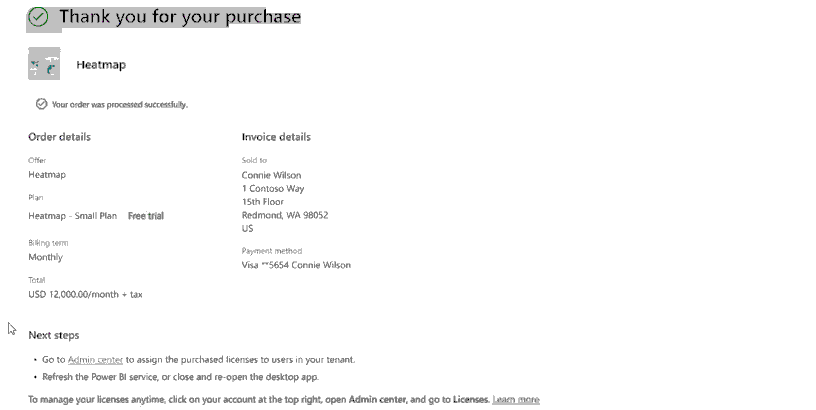 Thank you for your purchase
Heatmap
Your order was processed successfully.
Order details
Offer
Heatmap
Plan
Heatmap - Small Plan Free trial
Billing term
Monthly
Total
USD 12,000.00/month + tax
Invoice details
Sold to
Connie Wilson
1 Contoso Way
15th Floor
Redmond, WA 98052
US
Payment method
Visa **5654 Connie Wilson
Next steps
• Go to Admin center to assign the purchased licenses to users in your tenant.
• Refresh the Power BI service, or close and re-open the desktop app.
To manage your licenses anytime, click on your account at the top right, open Admin center, and go to Licenses. Learn more